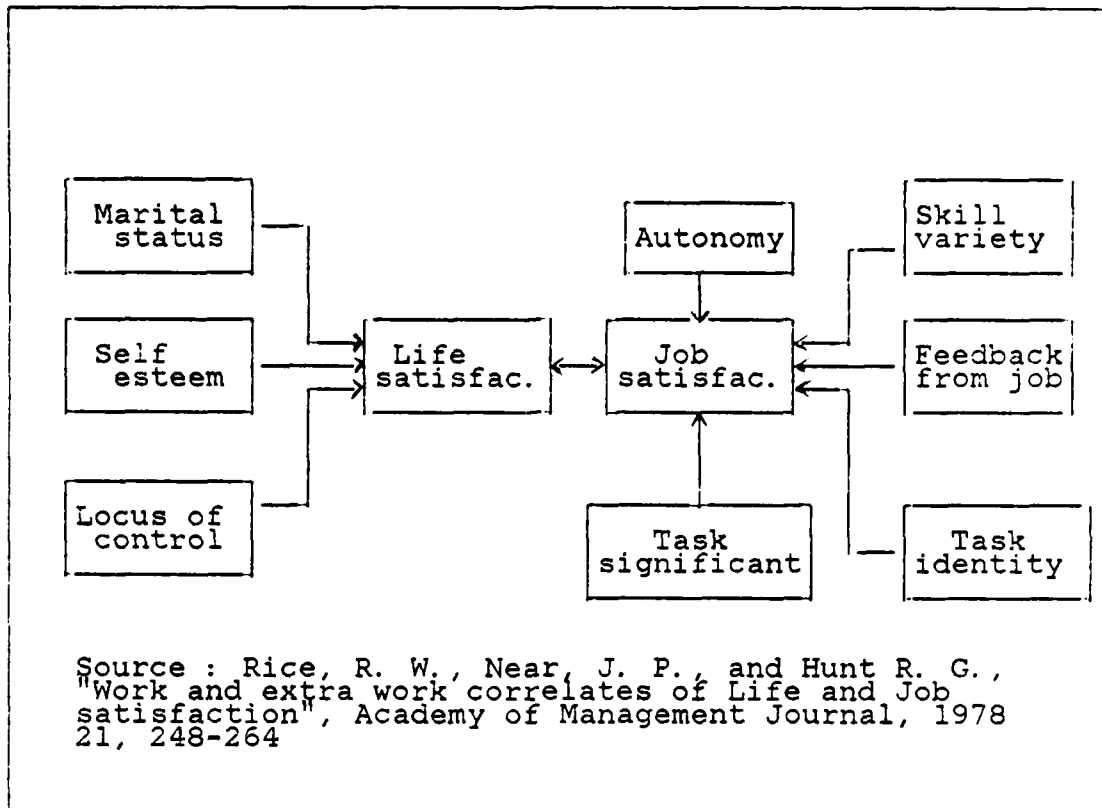 Marital
status
Autonomy
Skill
variety
Self
esteem
Life
satisfac.
Job
satisfac.
Feedback
from job
Locus of
control
Task
significant
Task
identity
Source : Rice, R. W., Near, J. P., and Hunt R. G.,
"Work and extra work correlates of Life and Job
satisfaction", Academy of Management Journal, 1978
21, 248-264